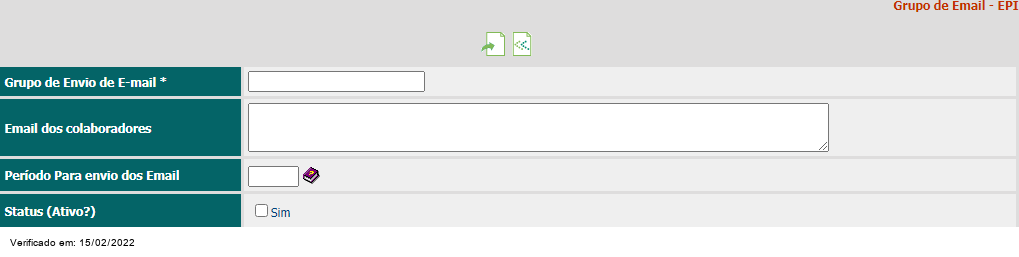 Grupo de Email - EPI
Grupo de Envio de E-mail *
Email dos colaboradores
Período Para envio dos Email
Status (Ativo?)
Sim
Verificado em: 15/02/2022